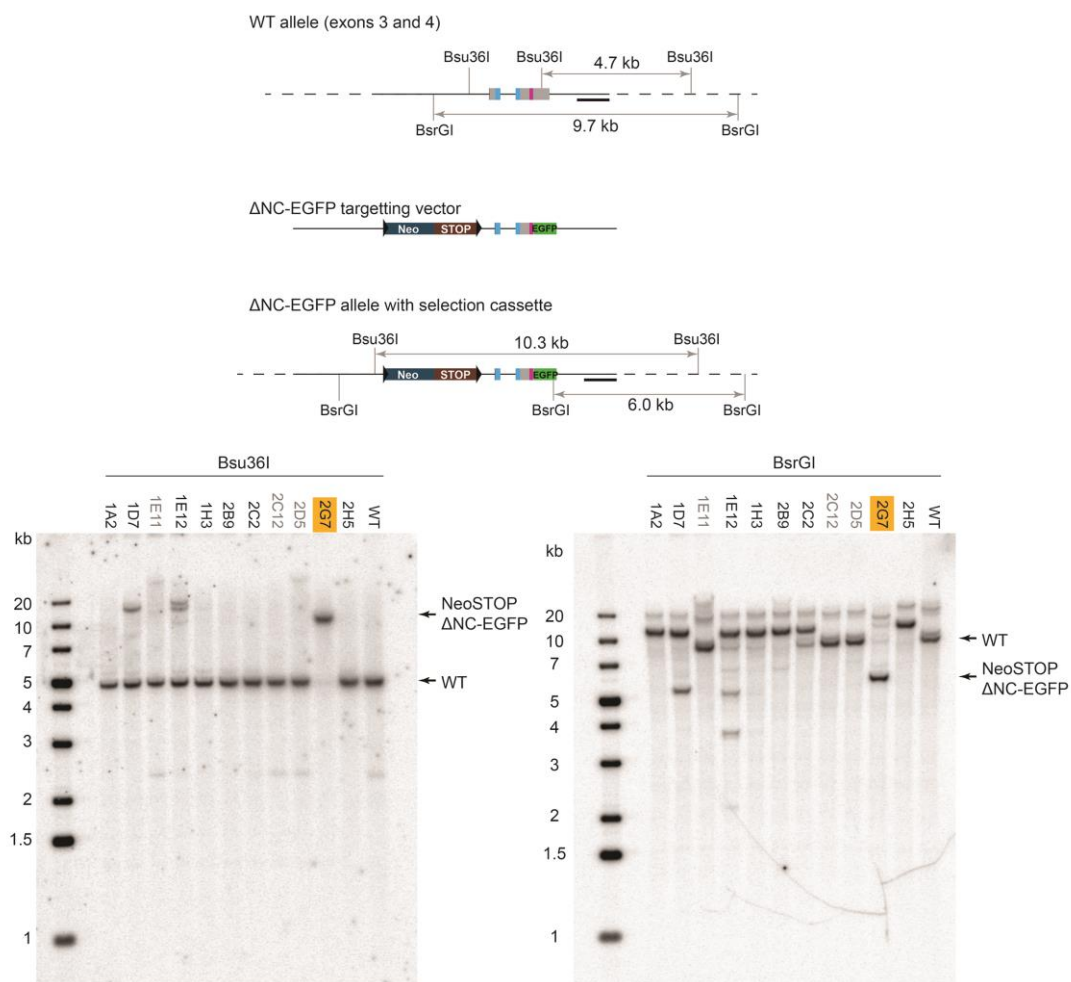 WT allele (exons 3 and 4)
Bsu36I Bsu36I Bsu36I
4.7 kb
BsrGI 9.7 kb BsrGI
ΔNC-EGFP targetting vector
Neo STOP EGFP
ΔNC-EGFP allele with selection cassette
Bsu36I 10.3 kb Bsu36I
Neo STOP EGFP
BsrGI BsrGI 6.0 kb BsrGI
Bsu36I
1A2 1D7 1E11 1E12 1H3 2B9 2C2 2C12 2D5 2G7 2H5 WT
kb
20
10
7
5
4
3
2
1.5
1
NeoSTOP
ΔNC-EGFP
WT
BsrGI
1A2 1D7 1E11 1E12 1H3 2B9 2C2 2C12 2D5 2G7 2H5 WT
kb
20
10
7
5
4
3
2
1.5
1
WT
NeoSTOP
ΔNC-EGFP